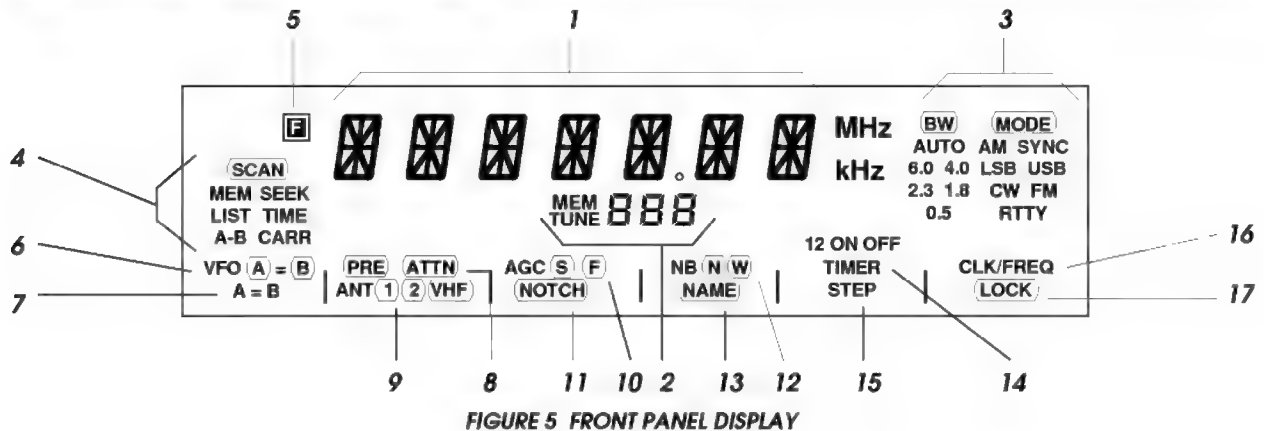 5 1 3
F
MHz
kHz
BW MODE
AUTO AM SYNC
6.0 4.0 LSB USB
2.3 1.8 CW FM
0.5 RTTY
4
SCAN
MEM SEEK
LIST TIME
A-B CARR
MEM
TUNE 888
6
VFO A = B
7
A = B
PRE ATTN
ANT 1 2 VHF
AGC S F
NOTCH
NB N W
NAME
12 ON OFF
TIMER
STEP
CLK/FREQ
LOCK
16
17
9 8 11 10 2 13 12 15 14
FIGURE 5 FRONT PANEL DISPLAY